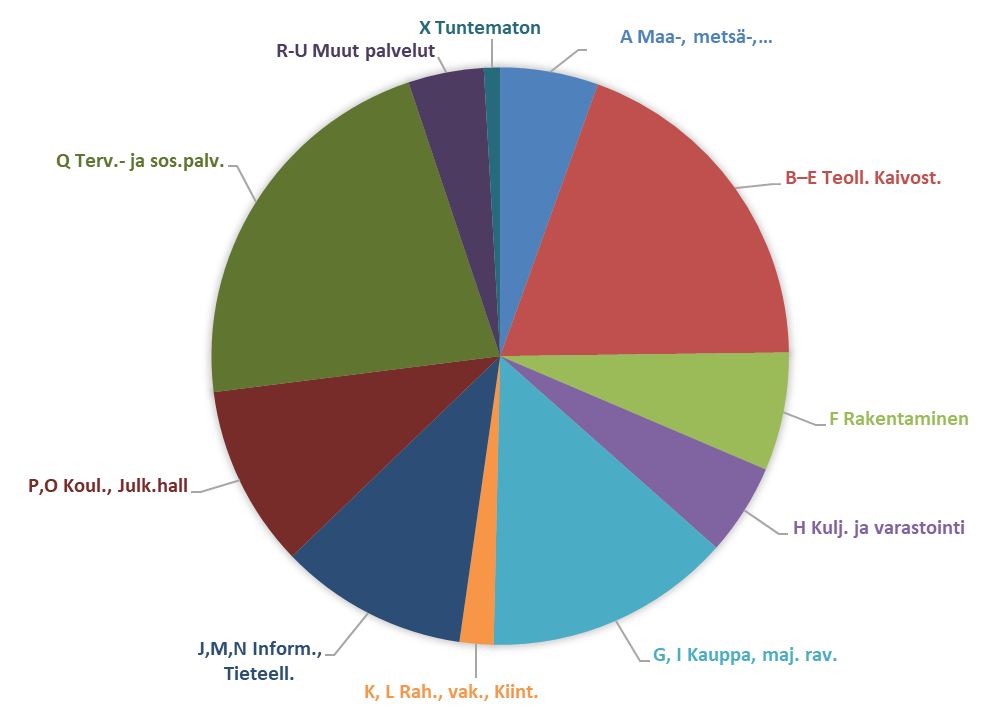 X Tuntematon
A Maa-, metsä-,...
R-U Muut palvelut
Q Terv.- ja sos.palv.
B–E Teoll. Kaivost.
F Rakentaminen
P,O Koul., Julk.hall
H Kulj. ja varastointi
J,M,N Inform.,
Tieteell.
G, I Kauppa, maj. rav.
K, L Rah., vak., Kiint.